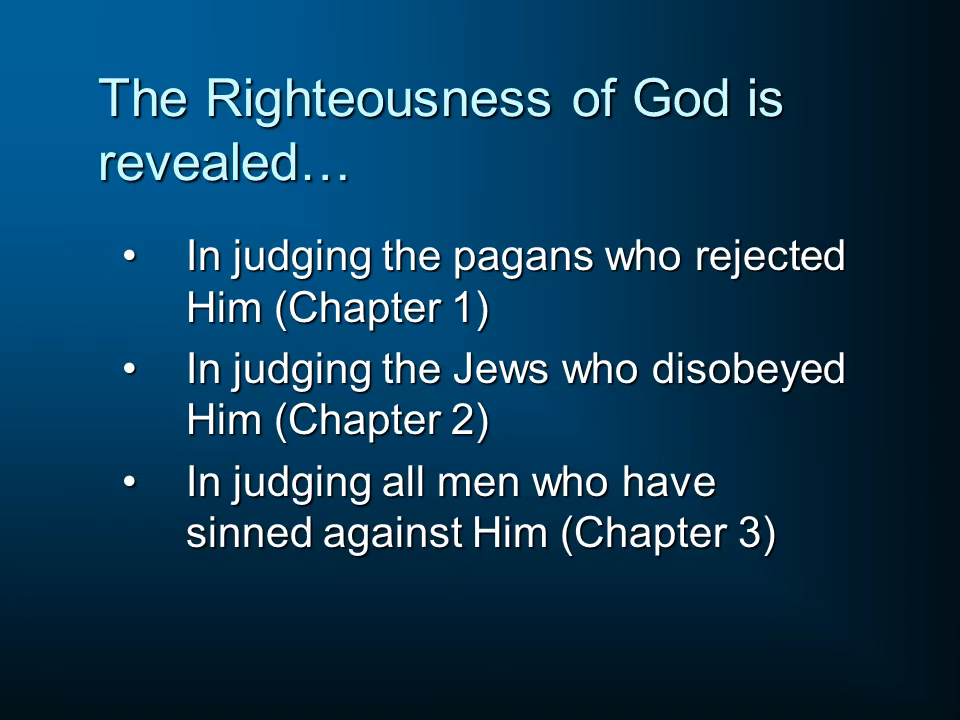 The Righteousness of God is
revealed…
• In judging the pagans who rejected
Him (Chapter 1)
• In judging the Jews who disobeyed
Him (Chapter 2)
• In judging all men who have
sinned against Him (Chapter 3)